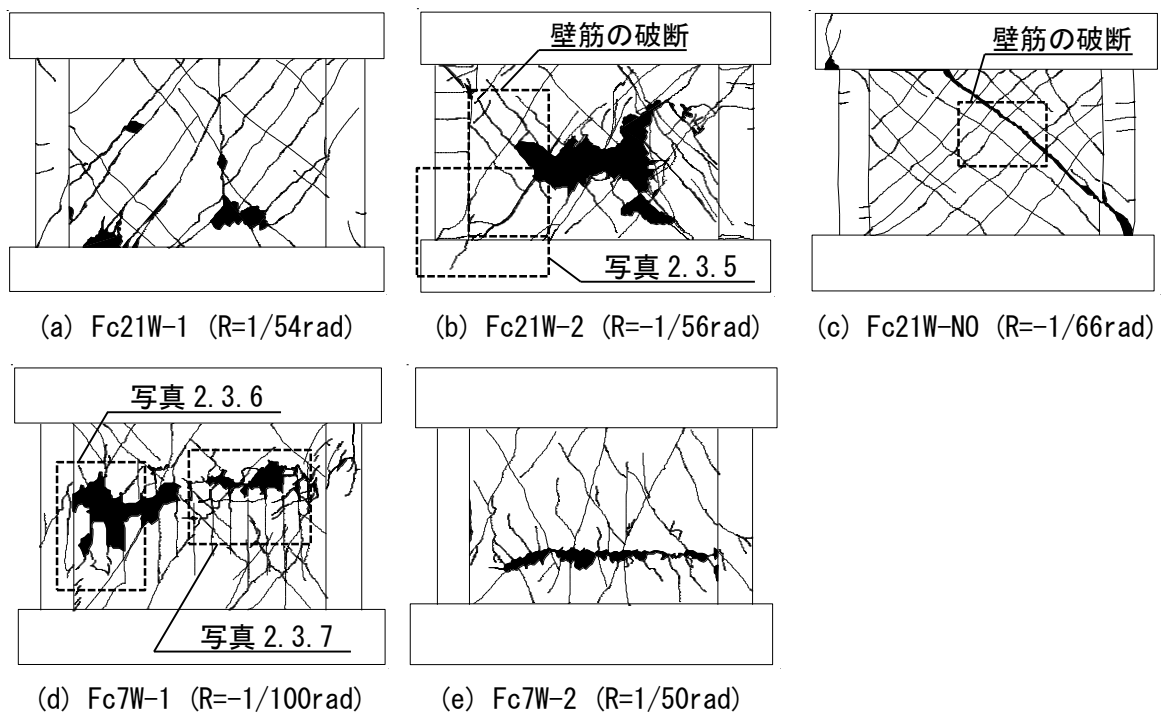 壁筋の破断
壁筋の破断
写真 2.3.5
(a) Fc21W-1 (R=1/54rad)
(b) Fc21W-2 (R=-1/56rad)
(c) Fc21W-NO (R=-1/66rad)
写真 2.3.6
写真 2.3.7
(d) Fc7W-1 (R=-1/100rad)
(e) Fc7W-2 (R=1/50rad)